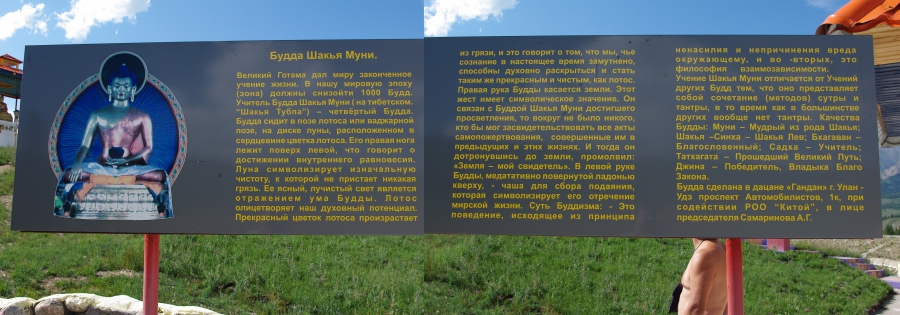 Будда Шакья Муни.
Великий Готама дал миру законченное
учение жизни. В нашу мировую эпоху
(эона) должны снизойти 1000 Будд.
Учитель Будда Шакья Муни ( на тибетском.
"Шакья Тубпа") – четвёртый Будда.
Будда сидит в позе лотоса или ваджарной
позе, на диске луны, расположенном в
сердцевине цветка лотоса. Его правая нога
лежит поверх левой, что говорит о
достижении внутреннего равновесия.
Луна символизирует изначальную
чистоту, к которой не пристает никакая
грязь. Ее ясный, лучистый свет является
отражением ума Будды. Лотос
олицетворяет наш духовный потенциал.
Прекрасный цветок лотоса произрастает
из грязи, и это говорит о том, что мы, чье
сознание в настоящее время замутнено,
способны духовно раскрыться и стать
таким же прекрасным и чистым, как лотос.
Правая рука Будды касается земли. Этот
жест имеет символическое значение. Он
связан с Буддой Шакья Муни достигшего
просветления, то вокруг не было никого,
кто бы мог засвидетельствовать все акты
самопожертвования, совершенные им в
предыдущих и этих жизнях. И тогда он
дотронувшись до земли, промолвил:
«Земля – мой свидетель». В левой руке
Будды, медатативно повернутой ладонью
кверху, - чаша для сбора подаяния,
которая символизирует его отречение
мирской жизни. Суть Буддизма: - Это
поведение, исходящее из принципа
ненасилия и непричинения вреда
окружающему, и во -вторых, это
философия взаимозависимости.
Учение Шакья Муни отличается от Учений
других Будд тем, что оно представляет
собой сочетание (методов) сутры и
тантры, в то время как в большинстве
других вообще нет тантры. Качества
Будды: Муни – Мудрый из рода Шакья;
Шакья –Синха – Шакья Лев; Бхагаван –
Благословенный; Садха – Учитель;
Татхагата – Прошедший Великий Путь;
Джина – Победитель, Владыка Благо
Закона.
Будда сделана в дацане «Гандан» г. Улан -
Удэ проспект Автомобилистов, 1к, при
содействии РОО "Китой", в лице
председателя Самаринова А.Г.